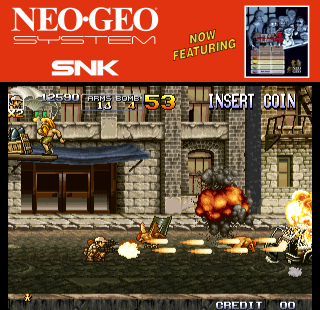 NEO•GEO
SYSTEM
SNK
NOW
FEATURING
12590
ARMS BOMB
13 4
53
INSERT COIN
CREDIT 00